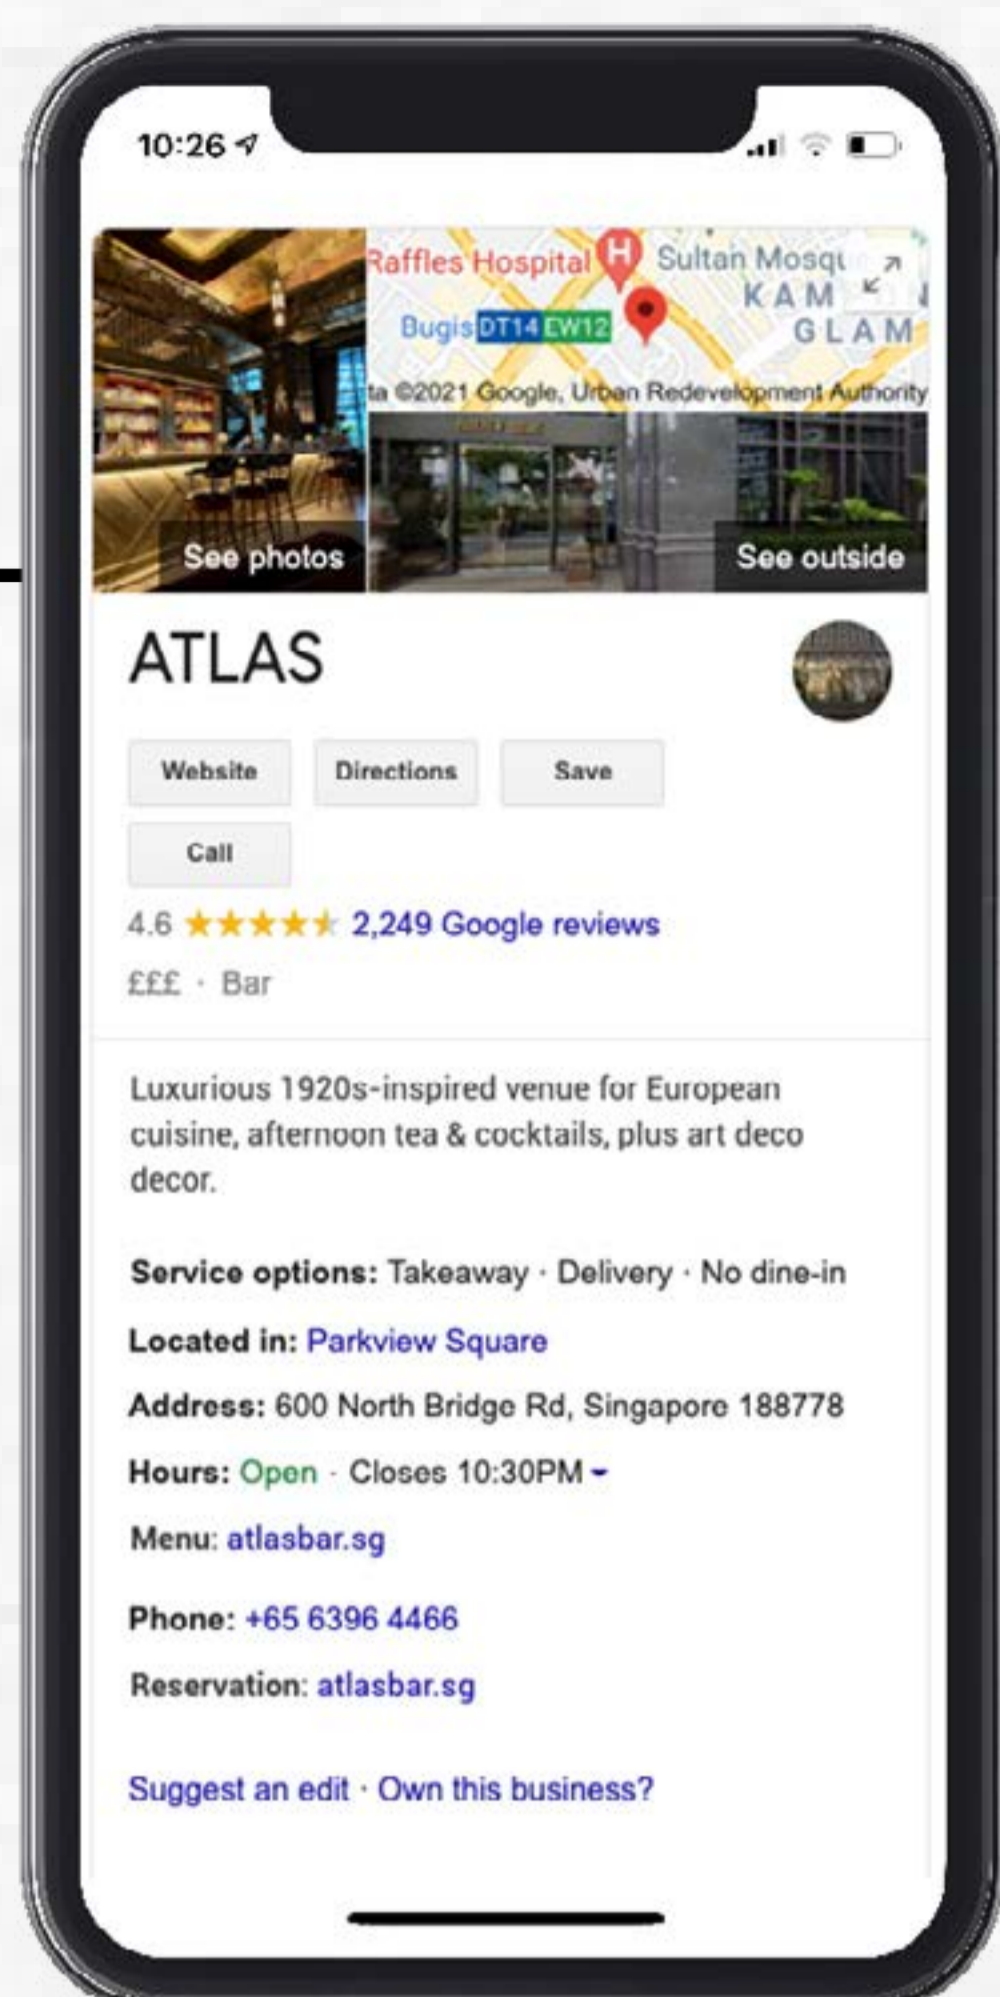 10:26
Raffles Hospital H Sultan Mosqu
KAM N
Bugis DT14 EW12 GLAM
ta ©2021 Google, Urban Redevelopment Authority
See photos
See outside
ATLAS
Website Directions Save
Call
4.6 2,249 Google reviews
£££ · Bar
Luxurious 1920s-inspired venue for European
cuisine, afternoon tea & cocktails, plus art deco
decor.
Service options: Takeaway · Delivery · No dine-in
Located in: Parkview Square
Address: 600 North Bridge Rd, Singapore 188778
Hours: Open · Closes 10:30PM
Menu: atlasbar.sg
Phone: +65 6396 4466
Reservation: atlasbar.sg
Suggest an edit · Own this business?